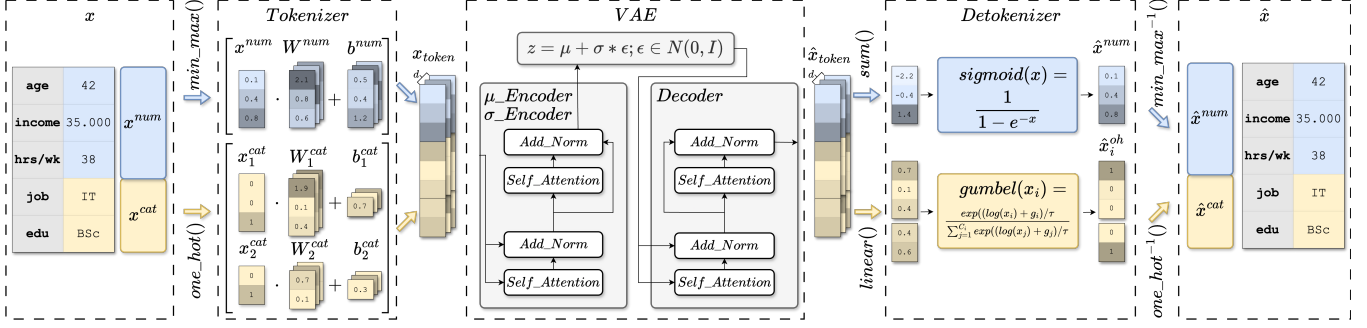 x
age 42
income 35.000
hrs/wk 38
job IT
edu BSc
x^{num}
x^{cat}
min_max()
one_hot()
Tokenizer
x^{num} W^{num} b^{num}
0.1 2.1 0.5
0.4 · 0.8 + 0.4
0.8 0.6 1.2
x_1^{cat} W_1^{cat} b_1^{cat}
0 1.9
0 · 0.1 + 0.7
1 0.4
x_2^{cat} W_2^{cat} b_2^{cat}
0 0.7
1 · 0.1 + 0.3
x_{token}
d
VAE
z = μ + σ * ϵ; ϵ ∈ N(0, I)
μ_Encoder
σ_Encoder
Add_Norm
Self_Attention
Add_Norm
Self_Attention
Decoder
Add_Norm
Self_Attention
Add_Norm
Self_Attention
x̂_{token}
d
sum()
linear()
Detokenizer
-2.2
-0.4
1.4
sigmoid(x) =
1
1 − e^{-x}
x̂^{num}
0.1
0.4
0.8
0.7
0.1
0.4
0.4
0.6
gumbel(x_i) =
exp((log(x_i) + g_i)/τ
∑_{j=1}^{C_i} exp((log(x_j) + g_j)/τ
x̂_i^{oh}
1
0
0
0
1
min_max^{-1}()
one_hot^{-1}()
x̂
x̂^{num}
x̂^{cat}
age 42
income 35.000
hrs/wk 38
job IT
edu BSc